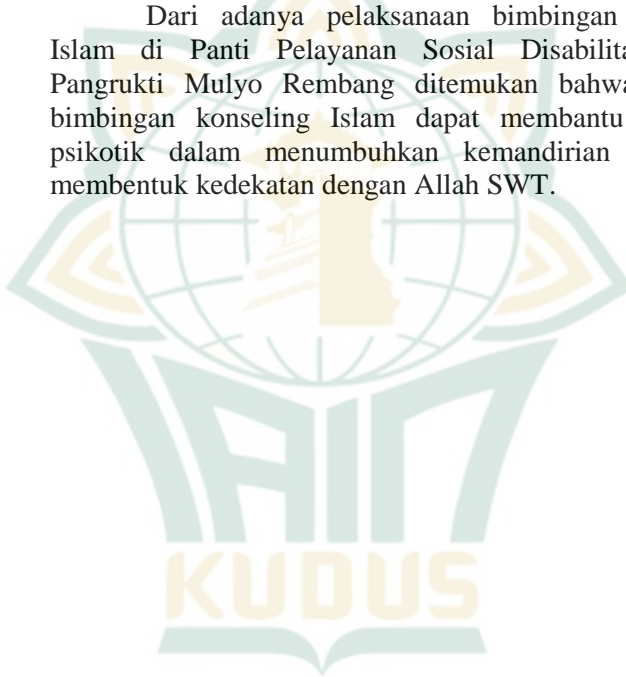 Dari adanya pelaksanaan bimbingan
Islam di Panti Pelayanan Sosial Disabilita
Pangrukti Mulyo Rembang ditemukan bahwa
bimbingan konseling Islam dapat membantu
psikotik dalam menumbuhkan kemandirian
membentuk kedekatan dengan Allah SWT.
IAIN
KUDUS